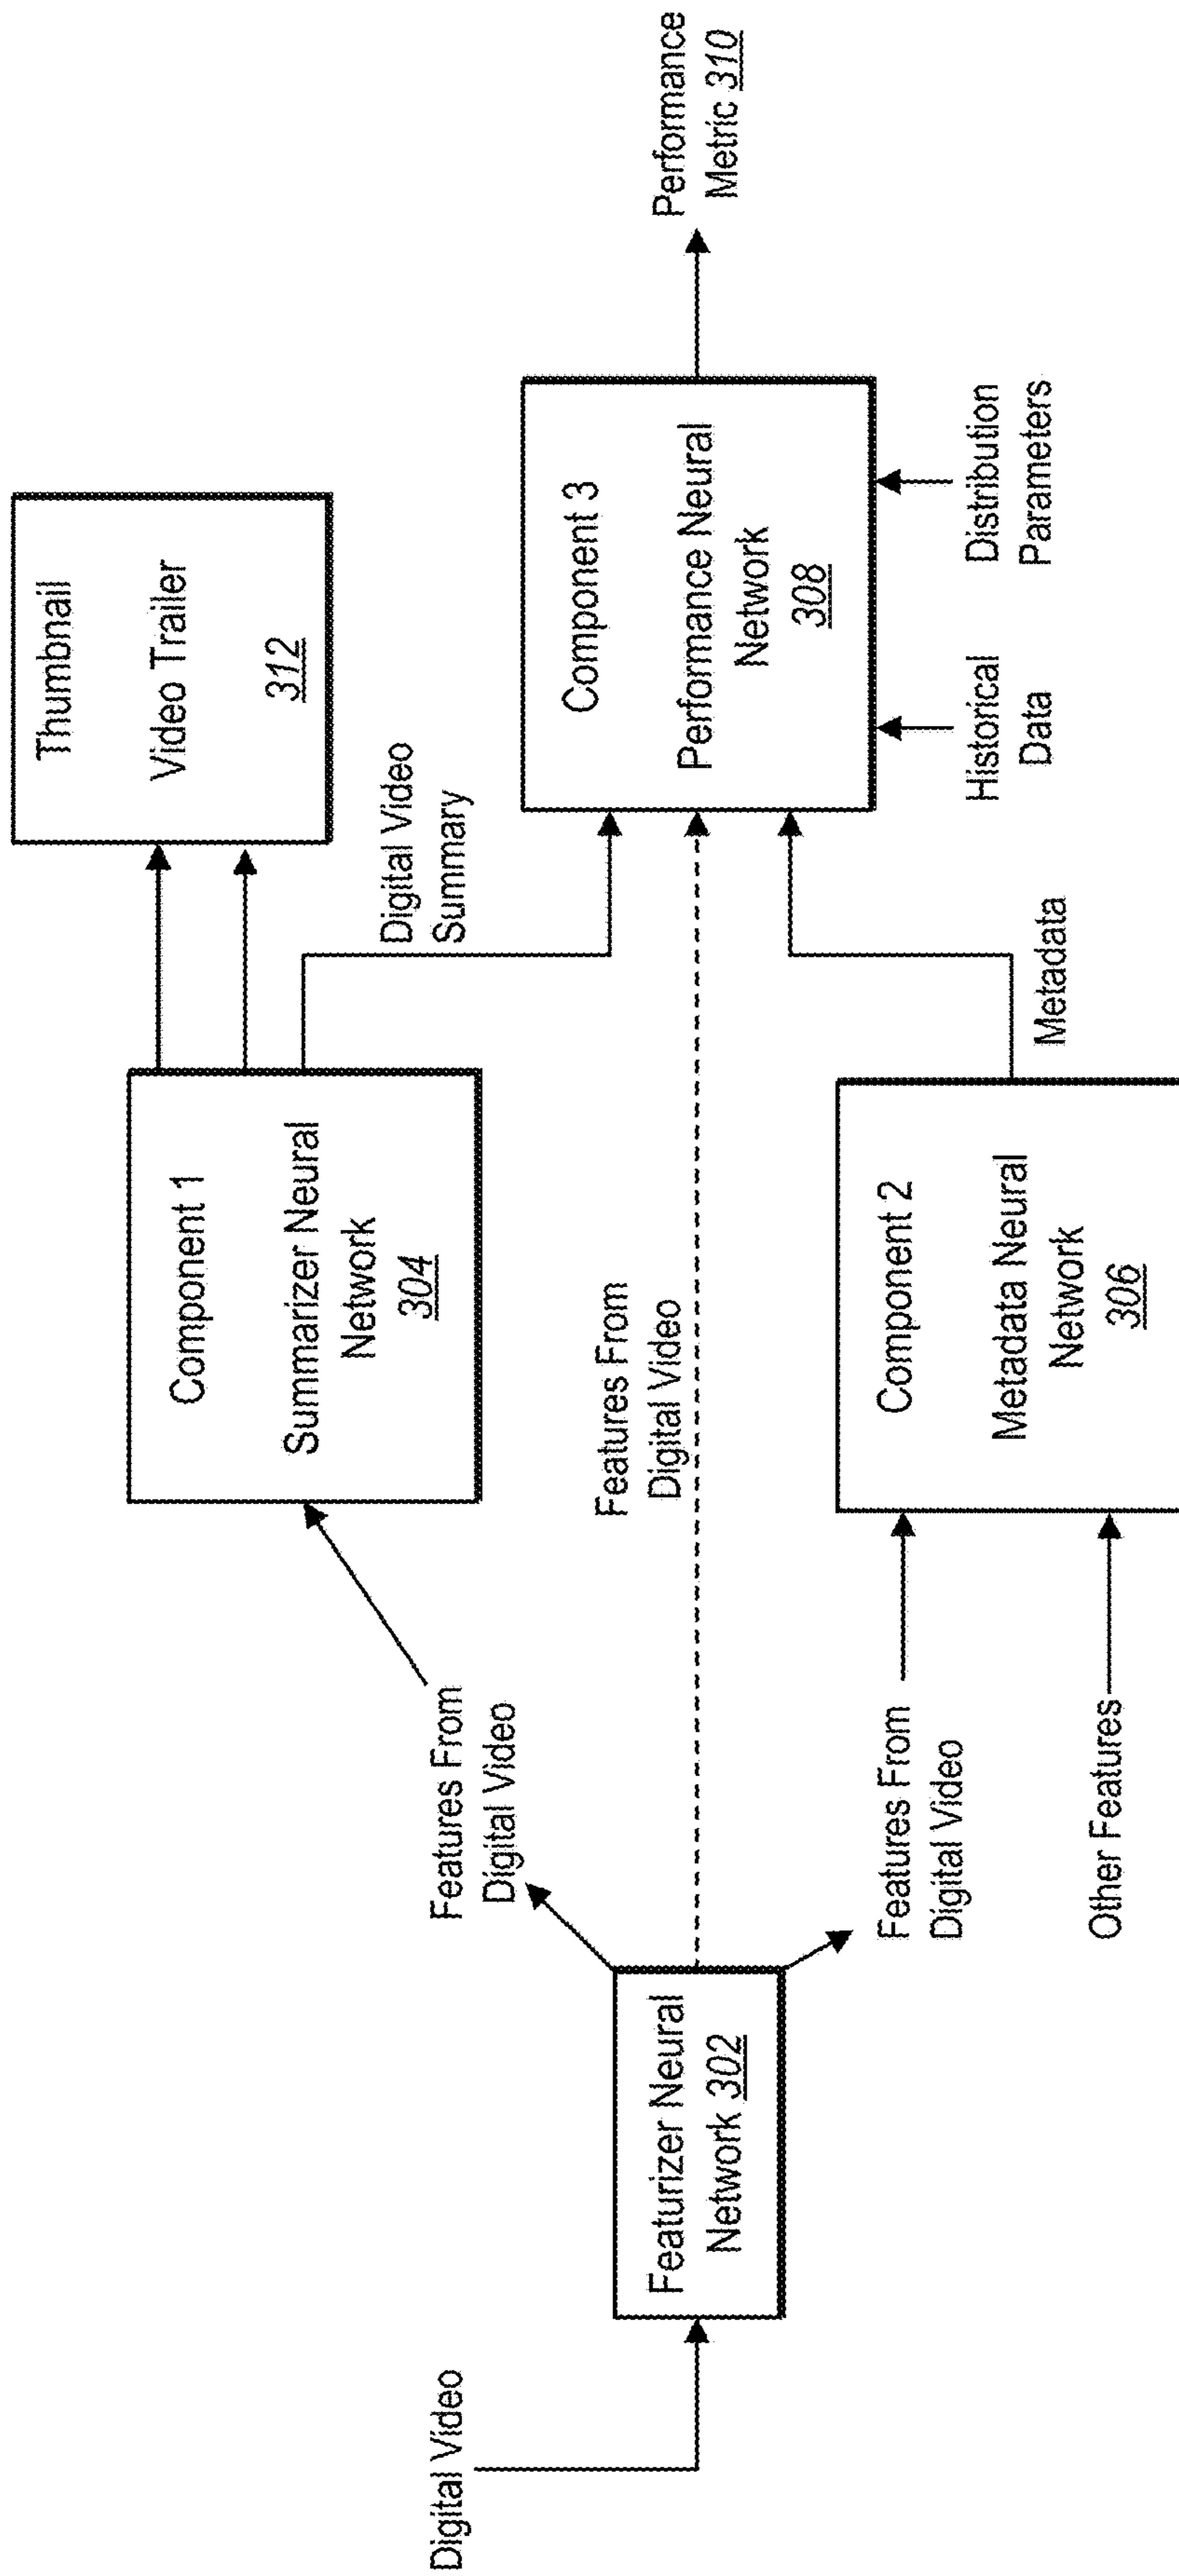 Digital Video
Featurizer Neural
Network 302
Features From
Digital Video
Features From
Digital Video
Features From
Digital Video
Other Features
Component 1
Summarizer Neural
Network
304
Component 2
Metadata Neural
Network
306
Digital Video
Summary
Metadata
Thumbnail
Video Trailer
312
Component 3
Performance Neural
Network
308
Historical
Data
Distribution
Parameters
Performance
Metric 310